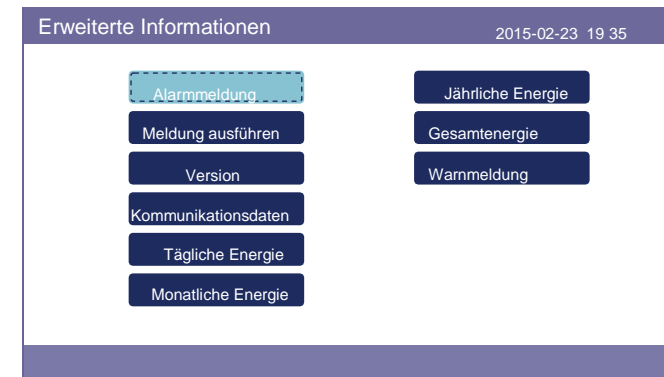 Erweiterte Informationen
2015-02-23 19 35
Alarmmeldung
Meldung ausführen
Version
Kommunikationsdaten
Tägliche Energie
Monatliche Energie
Jährliche Energie
Gesamtenergie
Warnmeldung